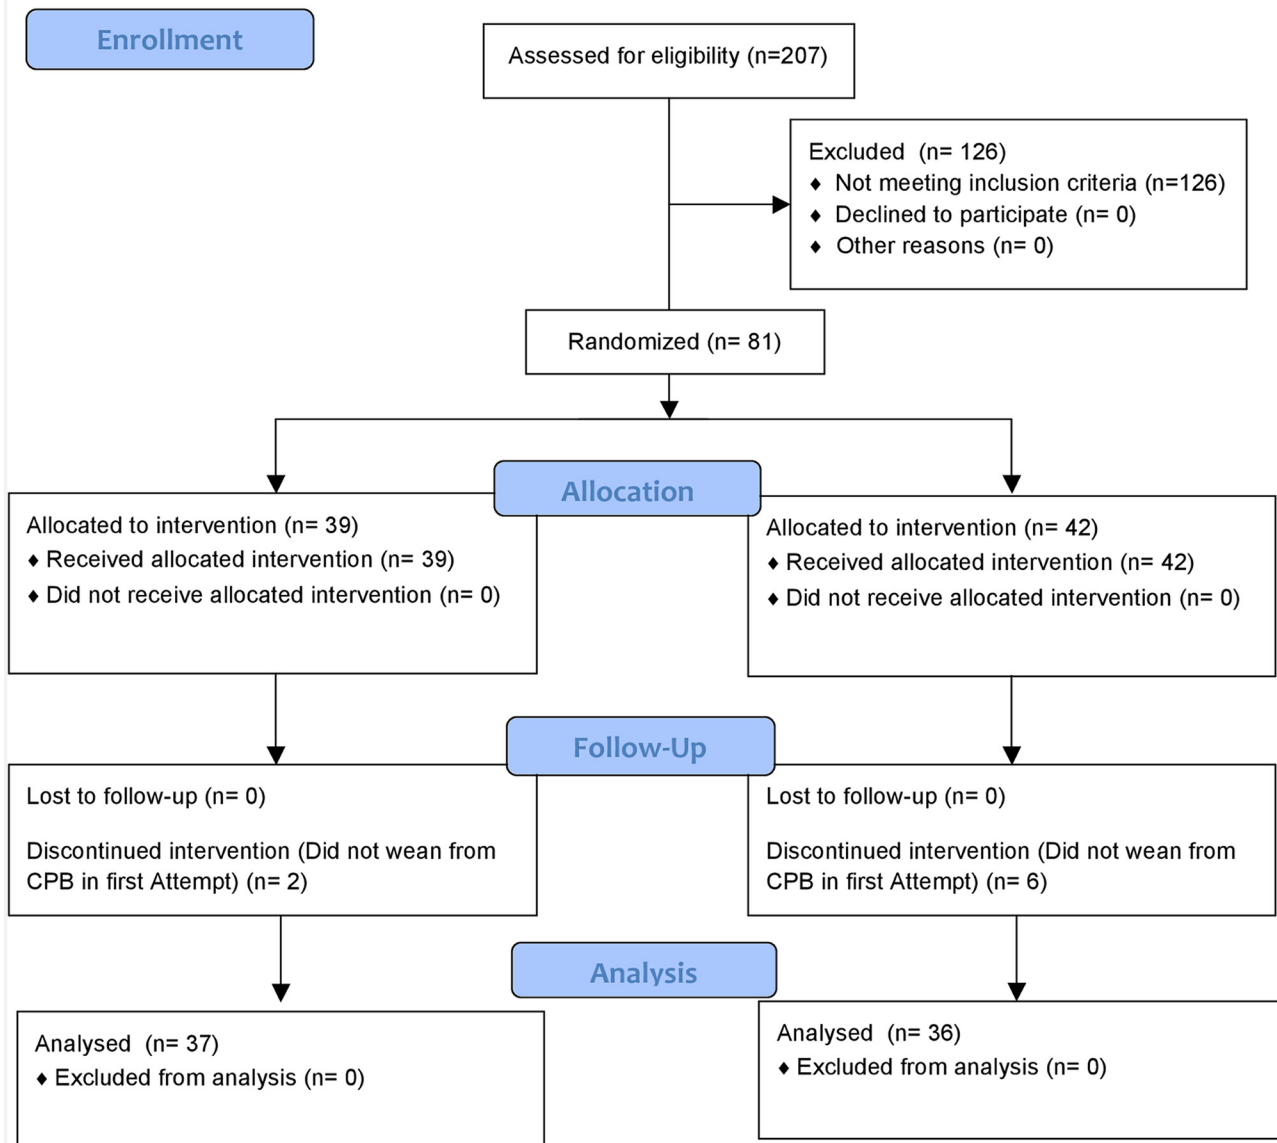 Enrollment
Assessed for eligibility (n=207)
Excluded  (n= 126)
♦ Not meeting inclusion criteria (n=126)
♦ Declined to participate (n= 0)
♦ Other reasons (n= 0)
Randomized (n= 81)
Allocation
Allocated to intervention (n= 39)
♦ Received allocated intervention (n= 39)
♦ Did not receive allocated intervention (n= 0)
Allocated to intervention (n= 42)
♦ Received allocated intervention (n= 42)
♦ Did not receive allocated intervention (n= 0)
Follow-Up
Lost to follow-up (n= 0)
Discontinued intervention (Did not wean from
CPB in first Attempt) (n= 2)
Lost to follow-up (n= 0)
Discontinued intervention (Did not wean from
CPB in first Attempt) (n= 6)
Analysis
Analysed  (n= 37)
♦ Excluded from analysis (n= 0)
Analysed  (n= 36)
♦ Excluded from analysis (n= 0)